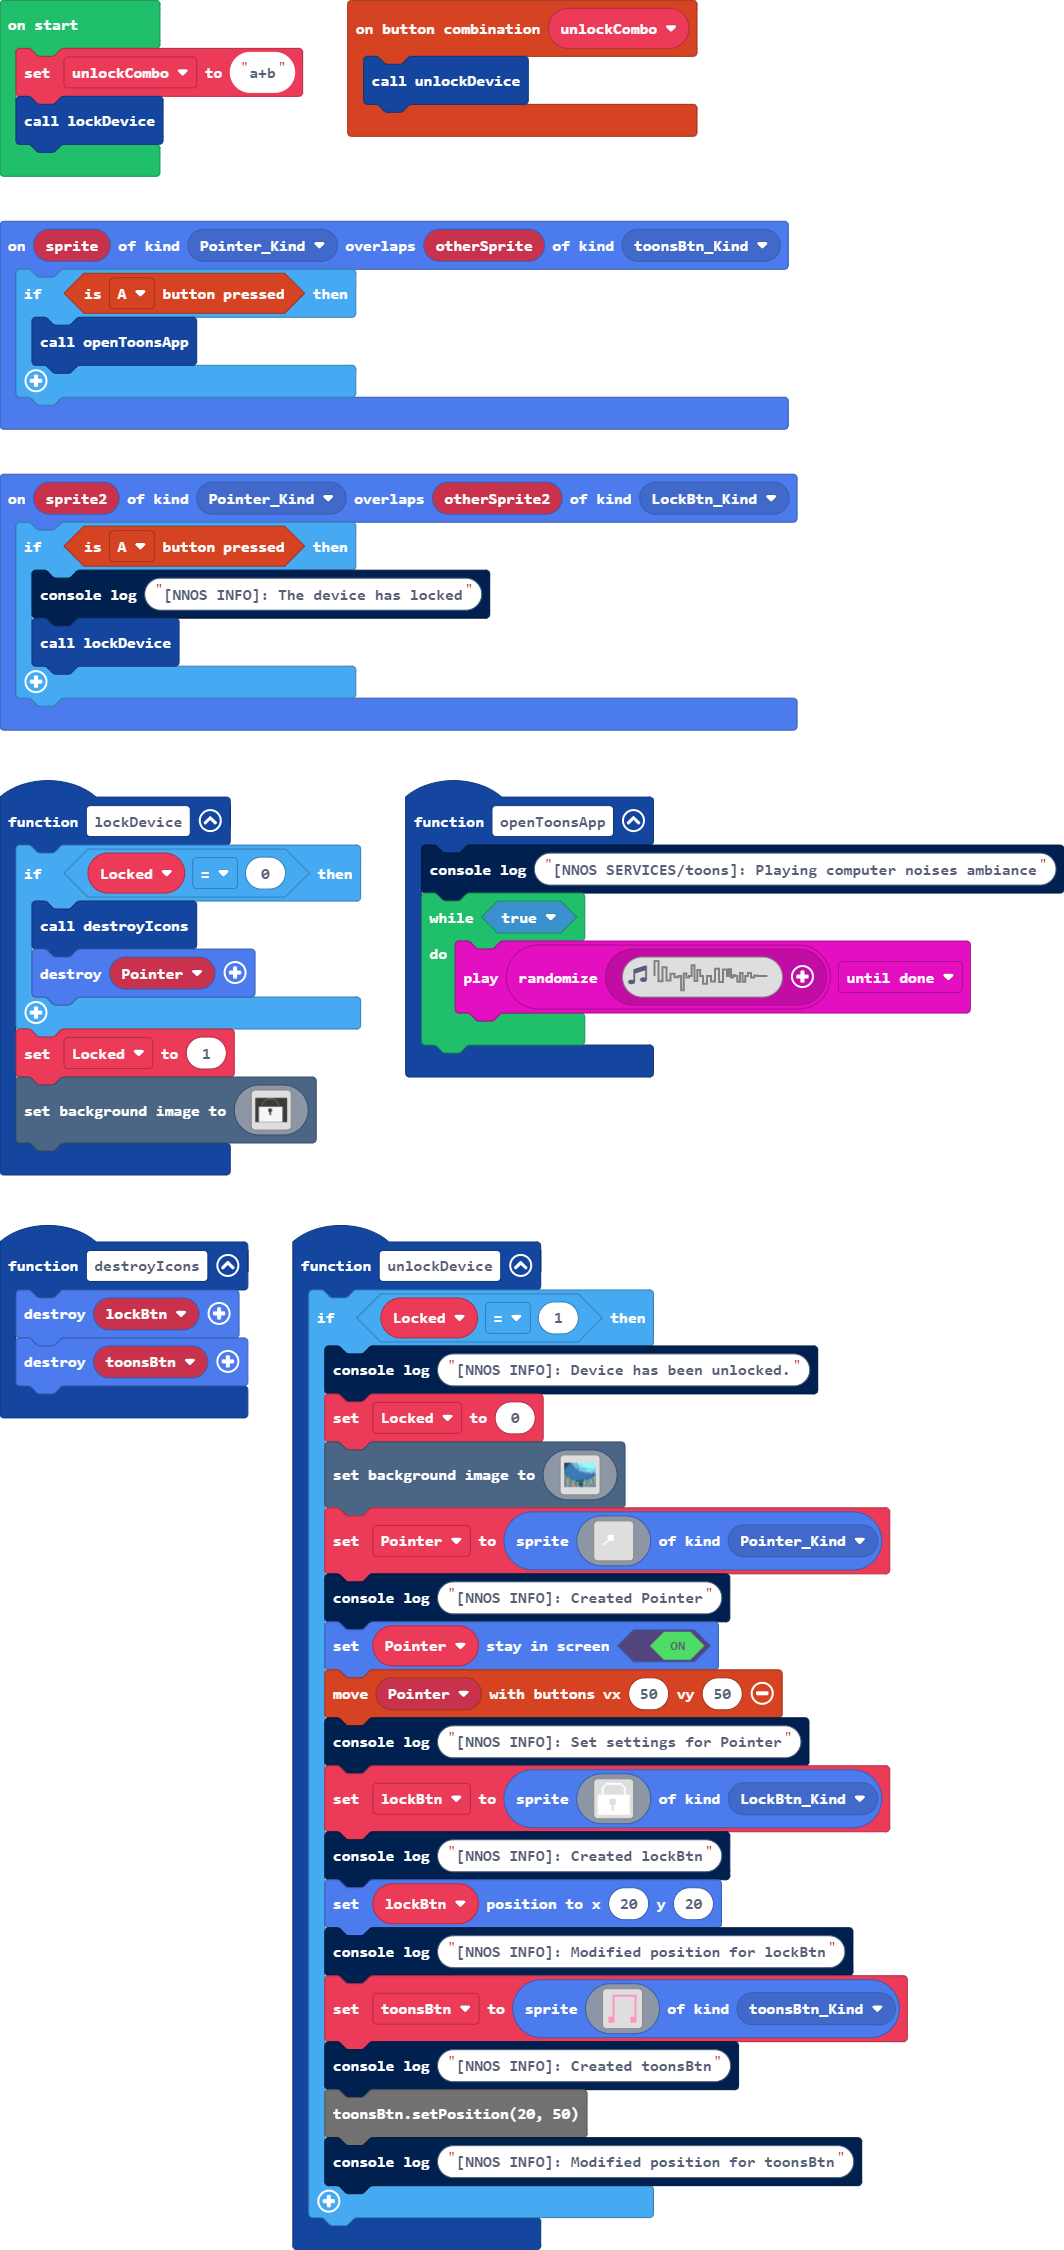 on start
set unlockCombo to "a+b"
call lockDevice
on button combination unlockCombo
call unlockDevice
on sprite of kind Pointer_Kind overlaps otherSprite of kind toonsBtn_Kind
if is A button pressed then
call openToonsApp
on sprite2 of kind Pointer_Kind overlaps otherSprite2 of kind LockBtn_Kind
if is A button pressed then
console log "[NNOS INFO]: The device has locked"
call lockDevice
function lockDevice
if Locked = 0 then
call destroyIcons
destroy Pointer
set Locked to 1
set background image to
function openToonsApp
console log "[NNOS SERVICES/toons]: Playing computer noises ambiance"
while true
do
play randomize until done
function destroyIcons
destroy lockBtn
destroy toonsBtn
function unlockDevice
if Locked = 1 then
console log "[NNOS INFO]: Device has been unlocked."
set Locked to 0
set background image to
set Pointer to sprite of kind Pointer_Kind
console log "[NNOS INFO]: Created Pointer"
set Pointer stay in screen ON
move Pointer with buttons vx 50 vy 50
console log "[NNOS INFO]: Set settings for Pointer"
set lockBtn to sprite of kind LockBtn_Kind
console log "[NNOS INFO]: Created lockBtn"
set lockBtn position to x 20 y 20
console log "[NNOS INFO]: Modified position for lockBtn"
set toonsBtn to sprite of kind toonsBtn_Kind
console log "[NNOS INFO]: Created toonsBtn"
toonsBtn.setPosition(20, 50)
console log "[NNOS INFO]: Modified position for toonsBtn"